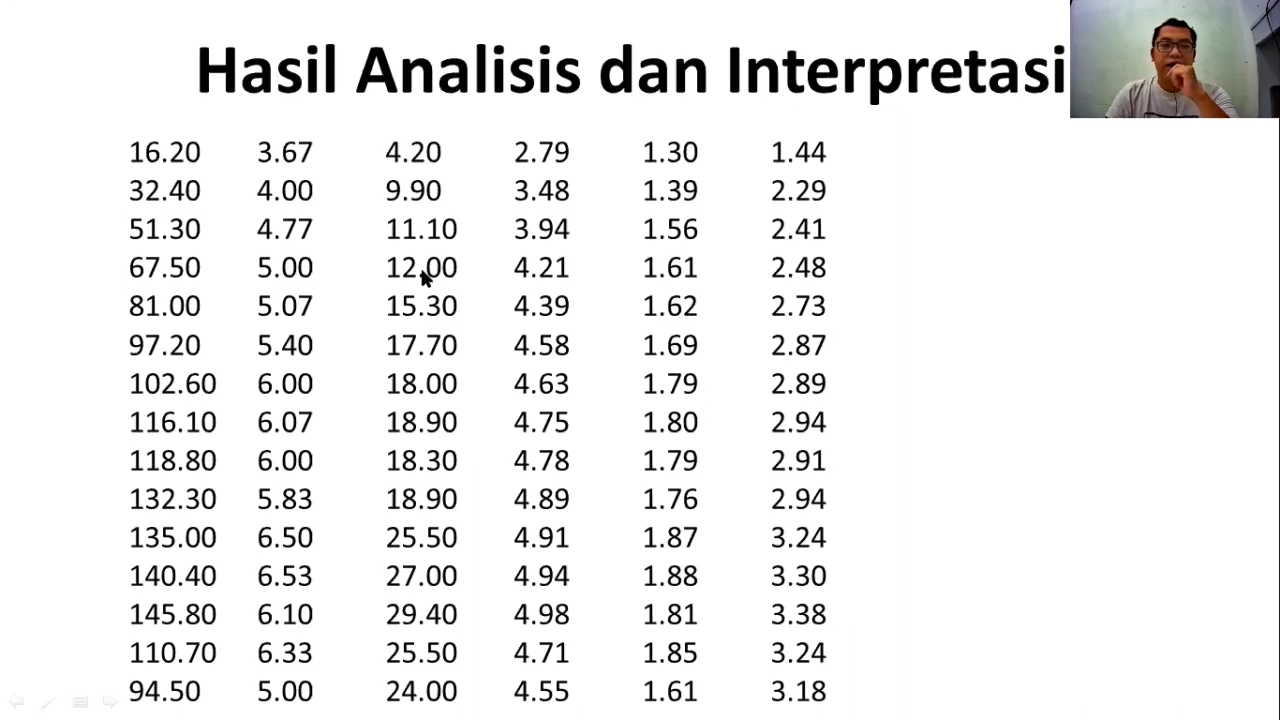 Hasil Analisis dan Interpretasi
16.20 3.67 4.20 2.79 1.30 1.44
32.40 4.00 9.90 3.48 1.39 2.29
51.30 4.77 11.10 3.94 1.56 2.41
67.50 5.00 12.00 4.21 1.61 2.48
81.00 5.07 15.30 4.39 1.62 2.73
97.20 5.40 17.70 4.58 1.69 2.87
102.60 6.00 18.00 4.63 1.79 2.89
116.10 6.07 18.90 4.75 1.80 2.94
118.80 6.00 18.30 4.78 1.79 2.91
132.30 5.83 18.90 4.89 1.76 2.94
135.00 6.50 25.50 4.91 1.87 3.24
140.40 6.53 27.00 4.94 1.88 3.30
145.80 6.10 29.40 4.98 1.81 3.38
110.70 6.33 25.50 4.71 1.85 3.24
94.50 5.00 24.00 4.55 1.61 3.18